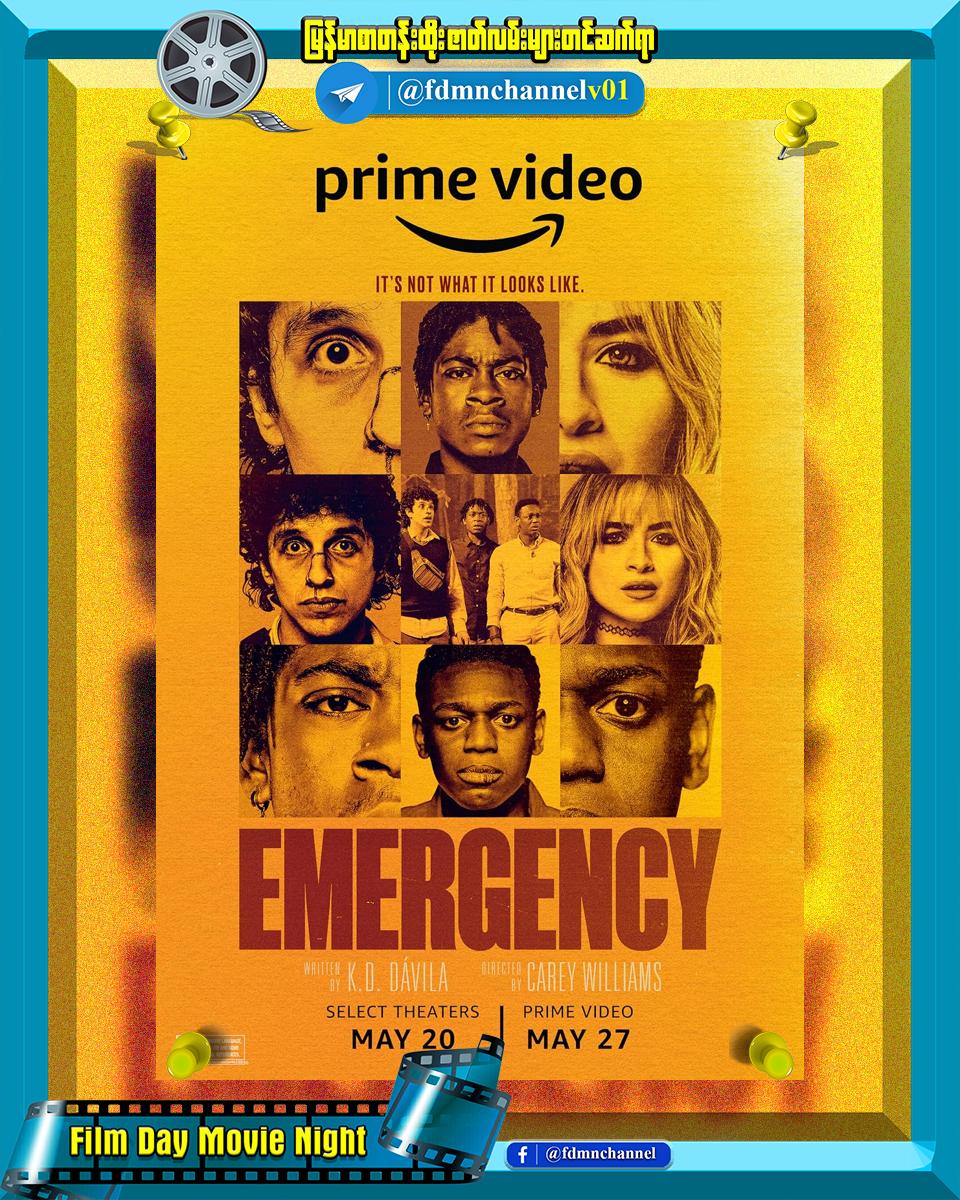 မြန်မာစာတန်းထိုးဇာတ်လမ်းများတင်ဆက်ရာ
@fdmnchannelv01
prime video
IT'S NOT WHAT IT LOOKS LIKE.
EMERGENCY
WRITTEN BY K.D. DÁVILA DIRECTED BY CAREY WILLIAMS
SELECT THEATERS PRIME VIDEO
MAY 20 MAY 27
Film Day Movie Night
f @fdmnchannel